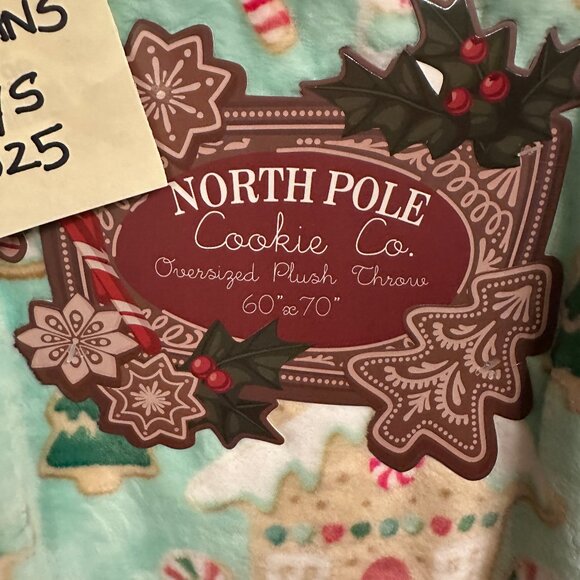 NORTH POLE
Cookie Co.
Oversized Plush Throw
60"x70"